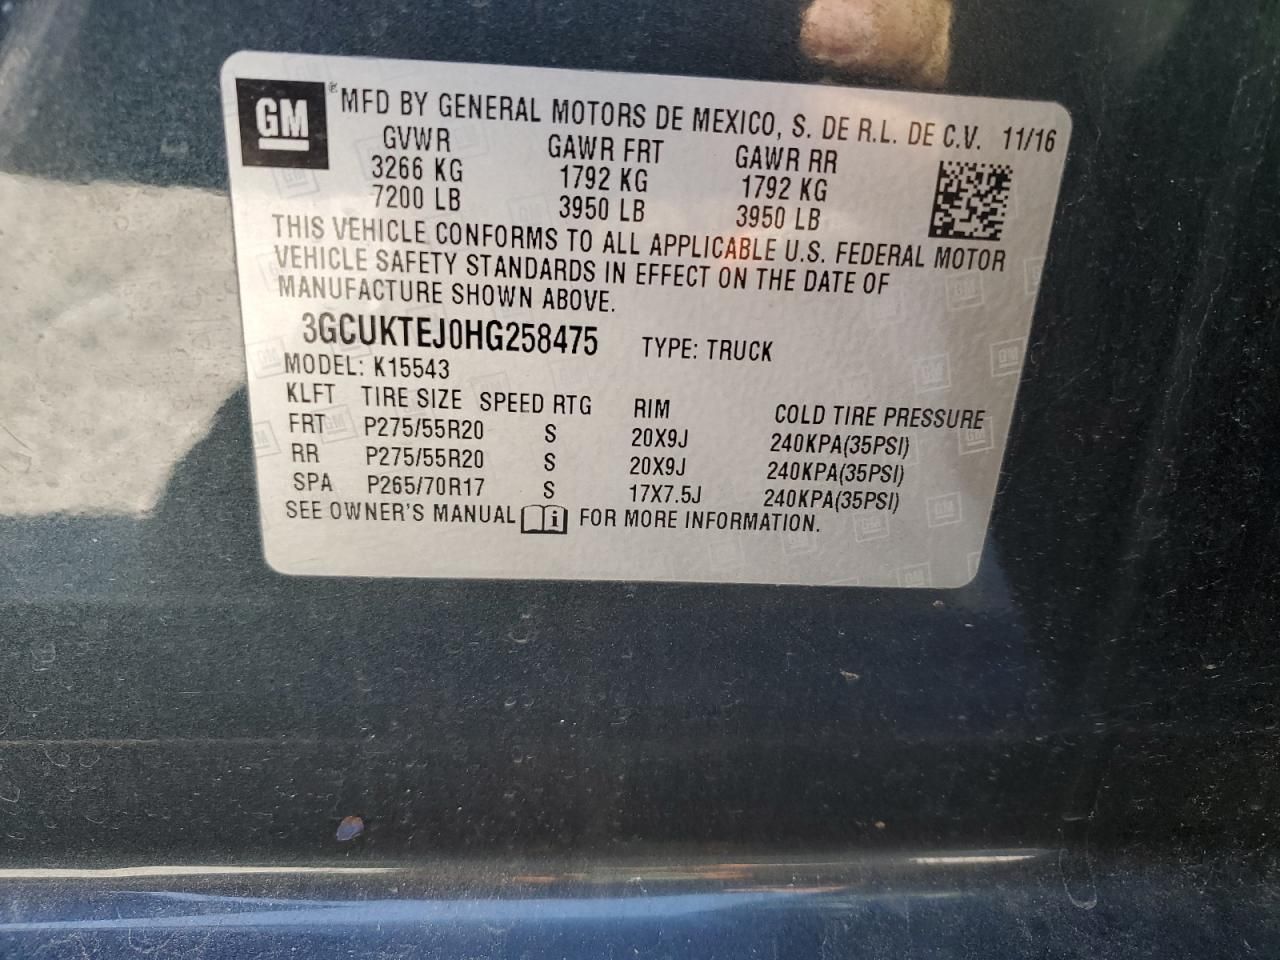 GM ® MFD BY GENERAL MOTORS DE MEXICO, S. DE R.L. DE C.V. 11/16
GVWR GAWR FRT GAWR RR
3266 KG 1792 KG 1792 KG
7200 LB 3950 LB 3950 LB
THIS VEHICLE CONFORMS TO ALL APPLICABLE U.S. FEDERAL MOTOR
VEHICLE SAFETY STANDARDS IN EFFECT ON THE DATE OF
MANUFACTURE SHOWN ABOVE.
3GCUKTEJ0HG258475 TYPE: TRUCK
MODEL: K15543
KLFT TIRE SIZE SPEED RTG RIM COLD TIRE PRESSURE
FRT P275/55R20 S 20X9J 240KPA(35PSI)
RR P275/55R20 S 20X9J 240KPA(35PSI)
SPA P265/70R17 S 17X7.5J 240KPA(35PSI)
SEE OWNER'S MANUAL i FOR MORE INFORMATION.